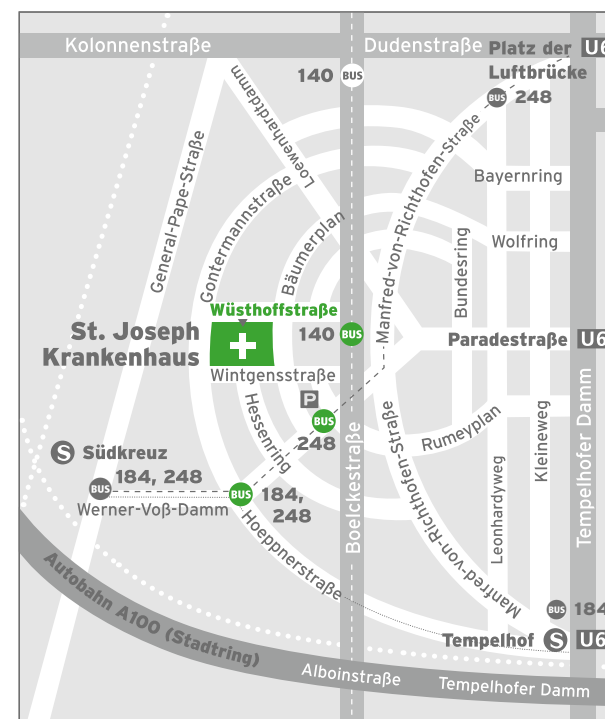 Kolonnenstraße
Dudenstraße
Platz der
Luftbrücke
U6
140 BUS
BUS 248
Loewenhardtdamm
General-Pape-Straße
Gontermannstraße
Bäumerplan
Manfred-von-Richthofen-Straße
Bayernring
Wolfring
Bundesring
Wüsthoffstraße
St. Joseph
Krankenhaus
140 BUS
Paradestraße U6
Wintgensstraße
P
Hessenring
BUS
248
Boelckestraße
Manfred-von-Richthofen-Straße
Rumeyplan
Kleineweg
Leonhardyweg
Tempelhofer Damm
S Südkreuz
BUS 184, 248
Werner-Voß-Damm
BUS 184,
248
Hoeppnerstraße
BUS 184
Tempelhof S U6
Autobahn A100 (Stadtring)
Alboinstraße
Tempelhofer Damm